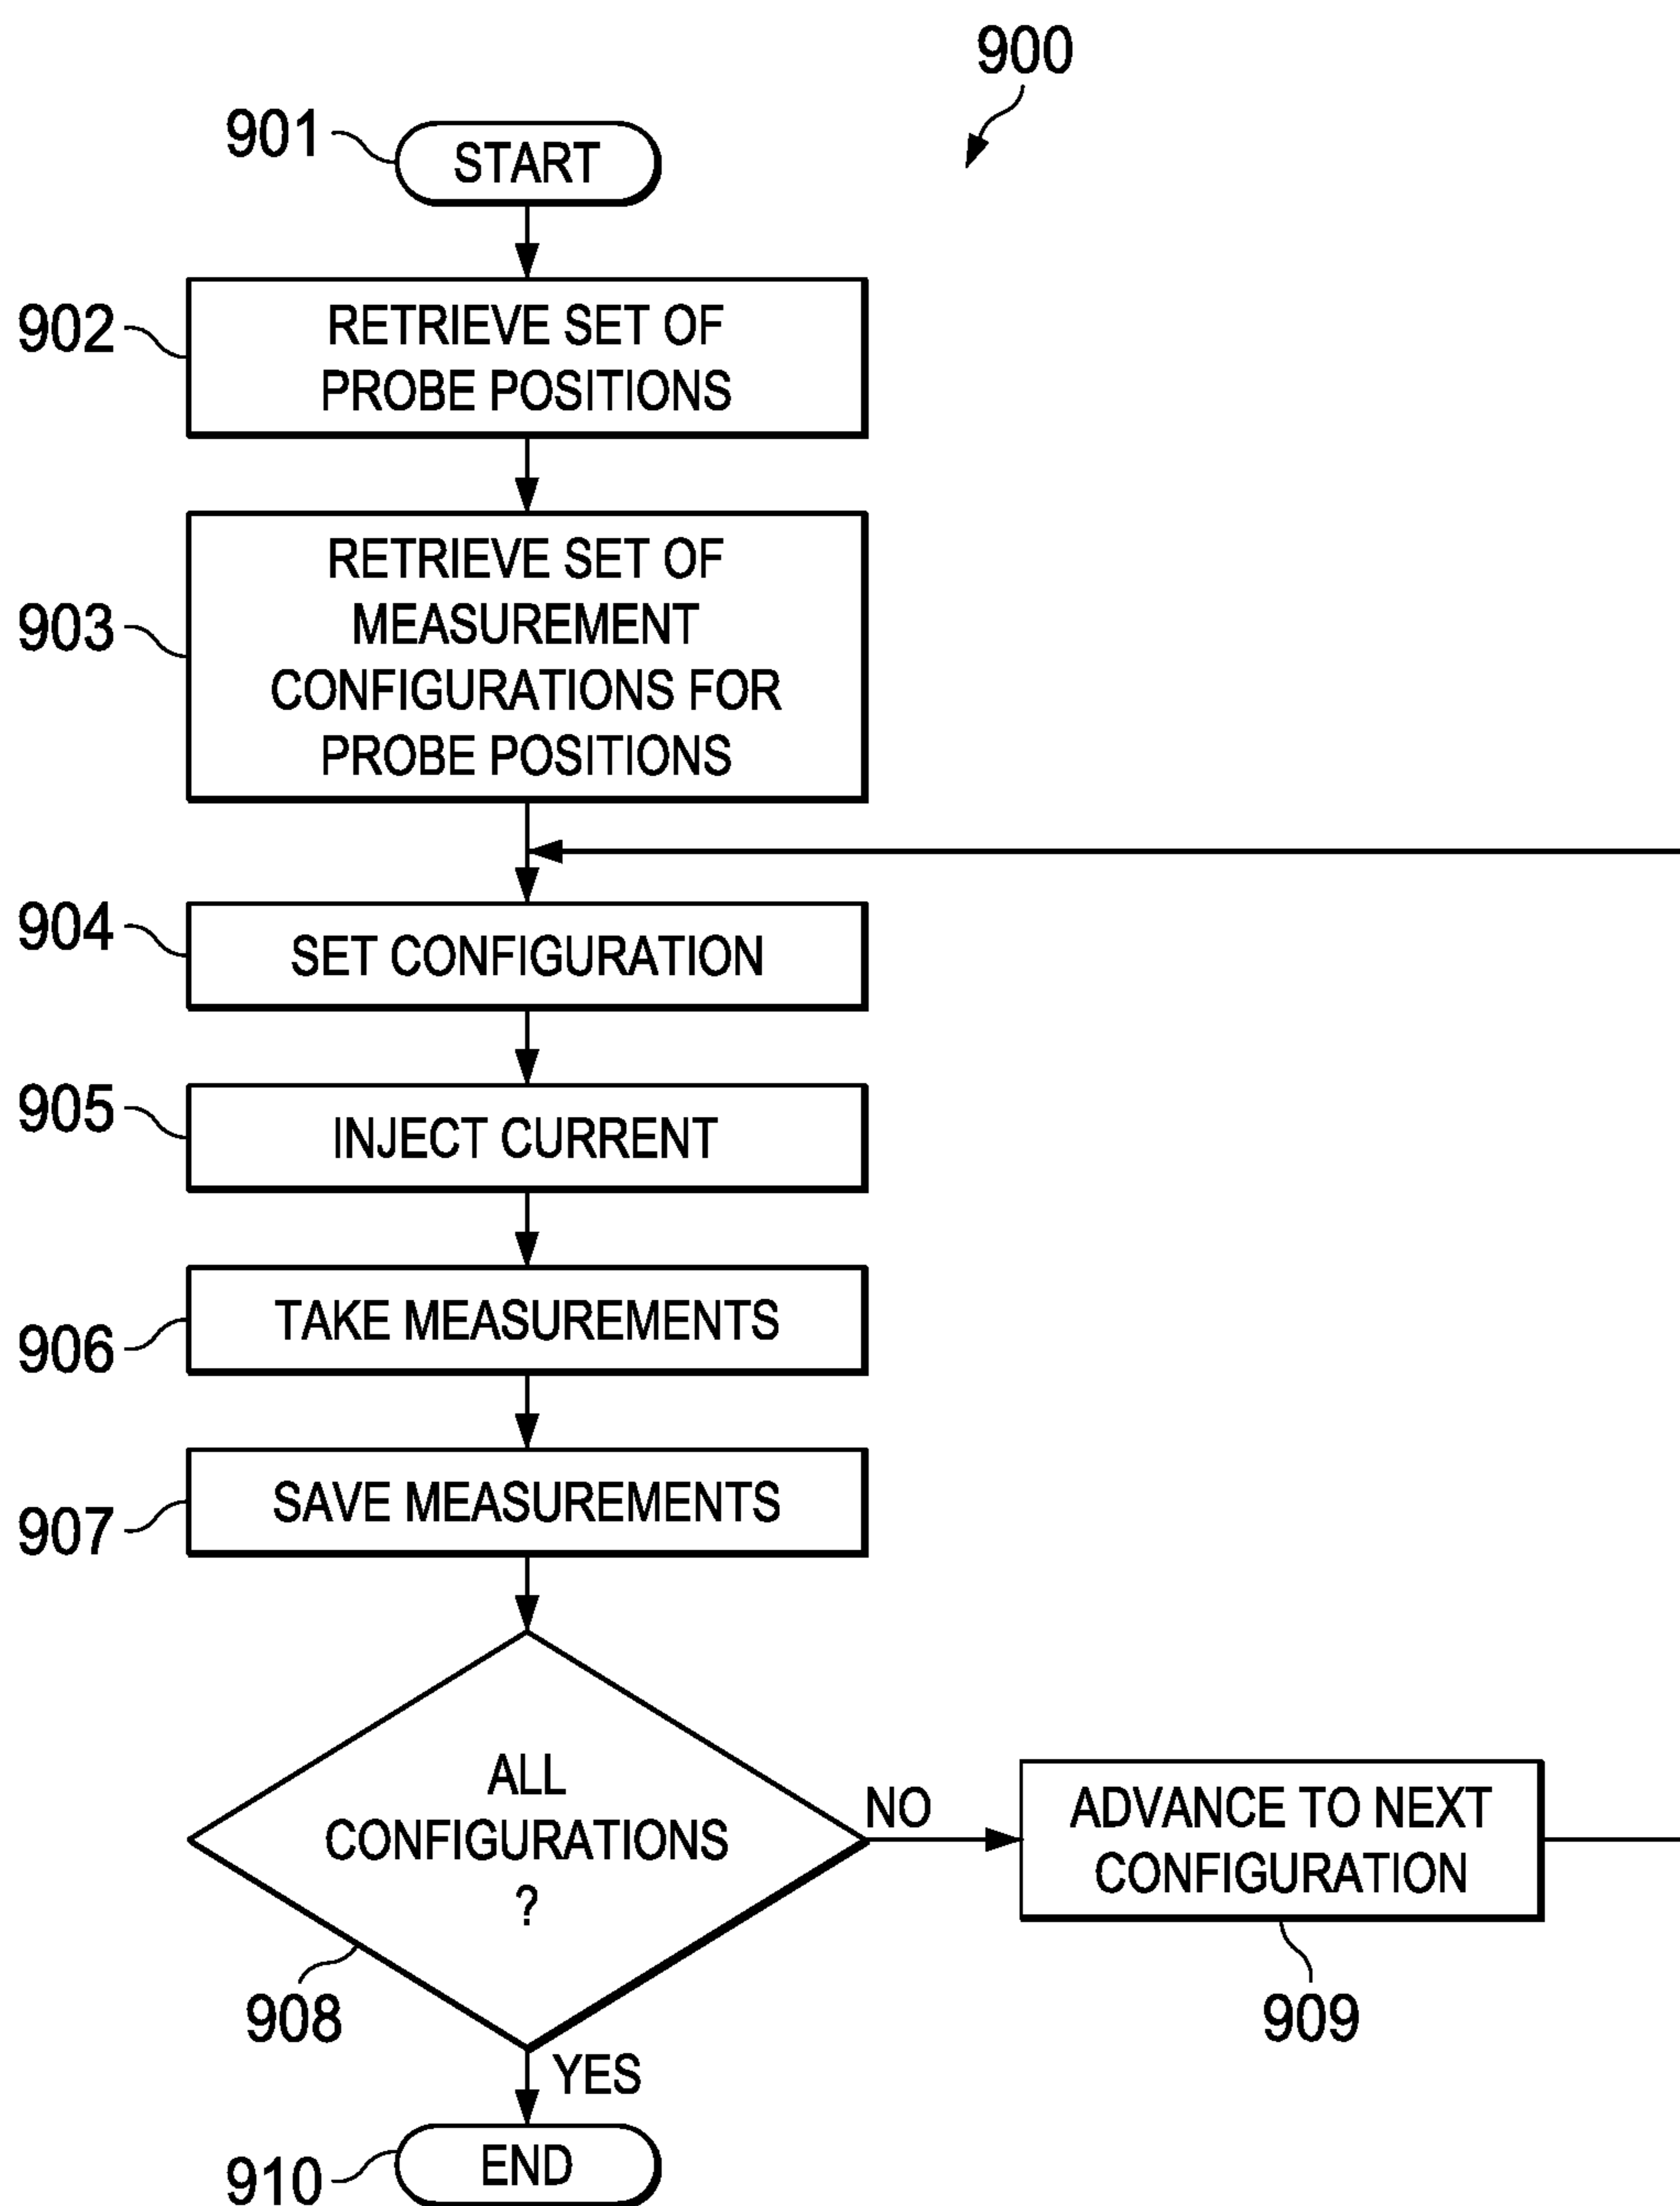 900
901
START
902
RETRIEVE SET OF
PROBE POSITIONS
903
RETRIEVE SET OF
MEASUREMENT
CONFIGURATIONS FOR
PROBE POSITIONS
904
SET CONFIGURATION
905
INJECT CURRENT
906
TAKE MEASUREMENTS
907
SAVE MEASUREMENTS
ALL
CONFIGURATIONS
?
908
NO
ADVANCE TO NEXT
CONFIGURATION
909
YES
910
END